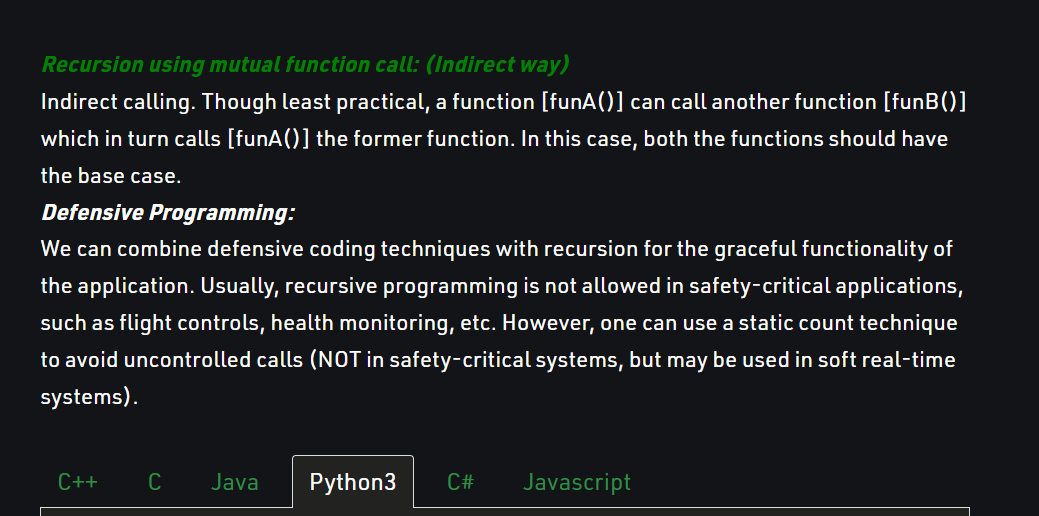 Recursion using mutual function call: (Indirect way)
Indirect calling. Though least practical, a function [funA()] can call another function [funB()]
which in turn calls [funA()] the former function. In this case, both the functions should have
the base case.
Defensive Programming:
We can combine defensive coding techniques with recursion for the graceful functionality of
the application. Usually, recursive programming is not allowed in safety-critical applications,
such as flight controls, health monitoring, etc. However, one can use a static count technique
to avoid uncontrolled calls (NOT in safety-critical systems, but may be used in soft real-time
systems).
C++ C Java Python3 C# Javascript